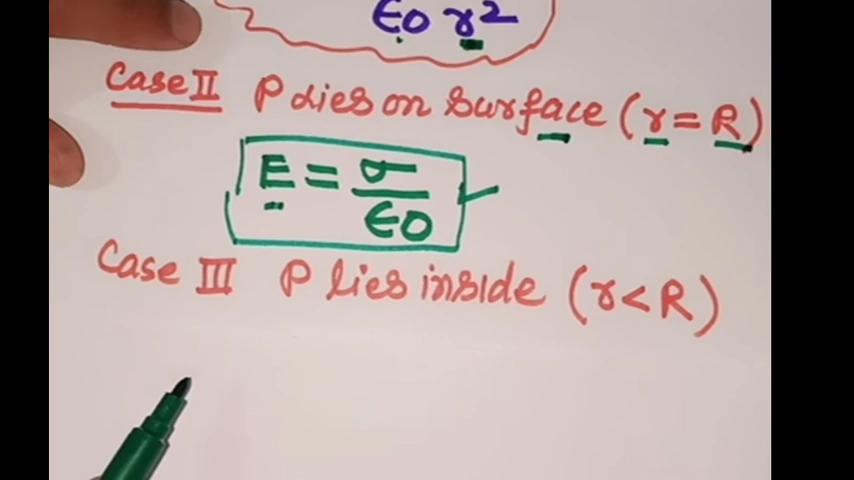 ϵ0 r²
Case II P lies on surface (r = R)
E = σ/ϵ0
Case III P lies inside (r < R)